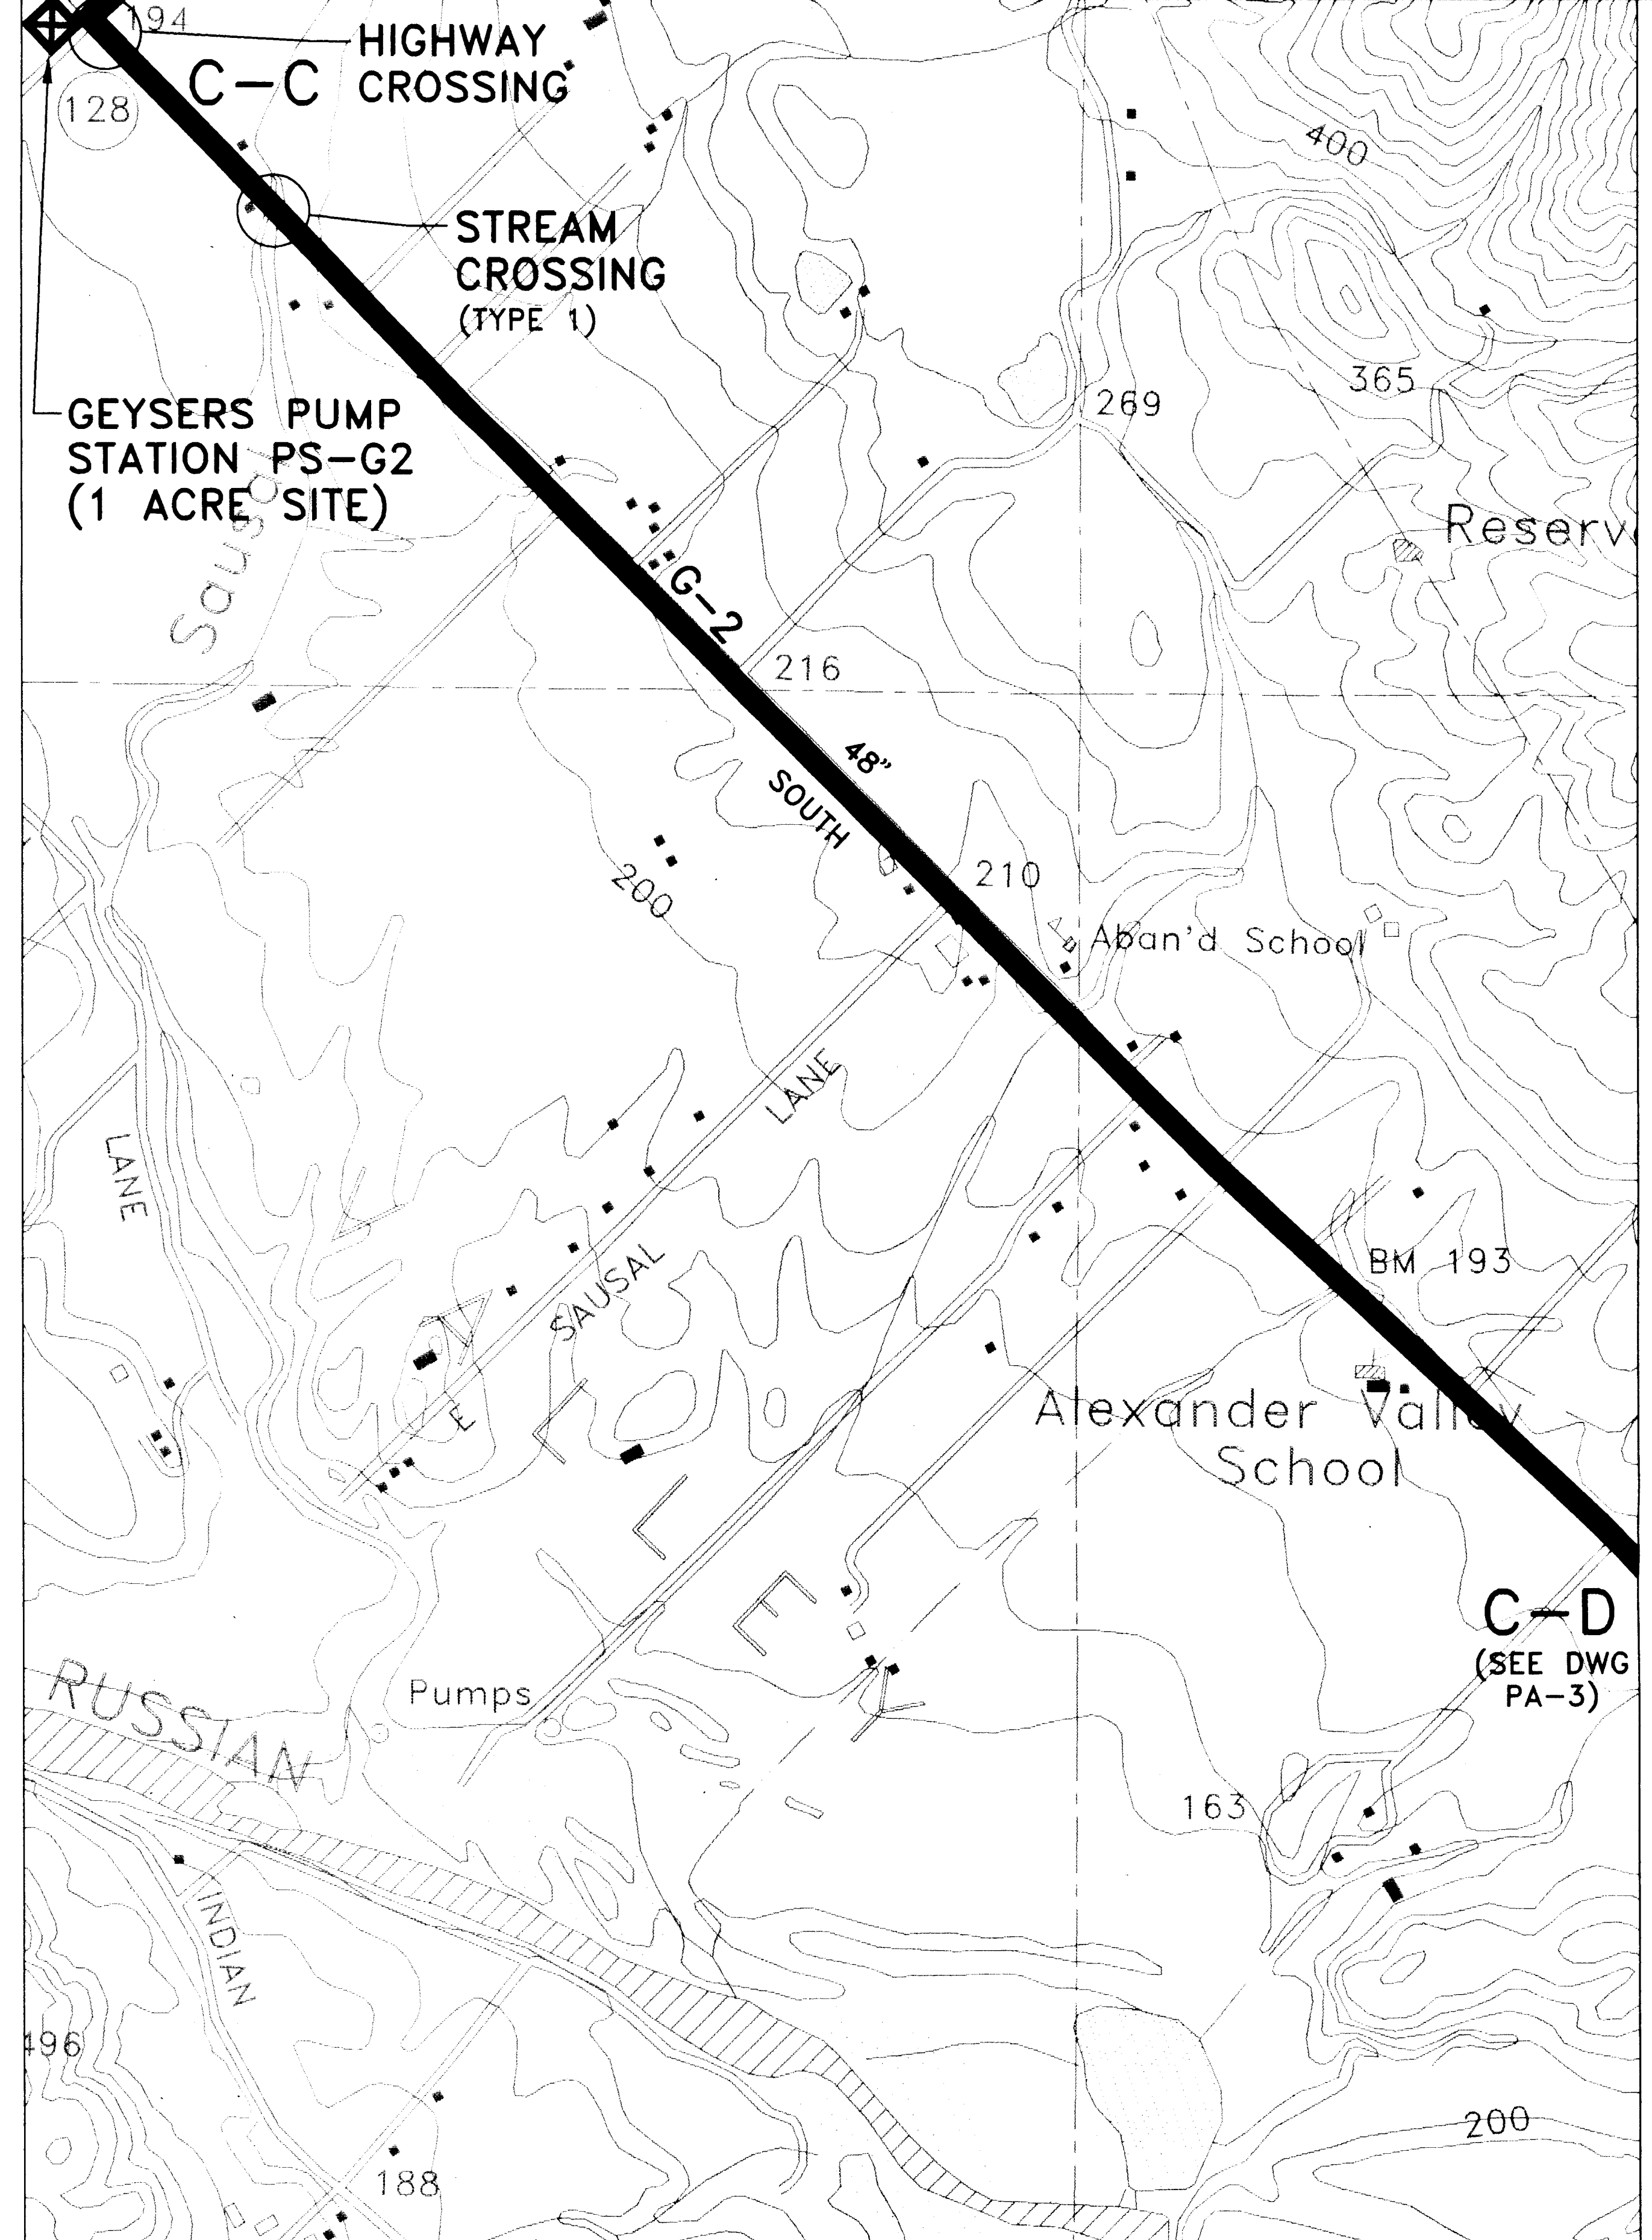 194
HIGHWAY
CROSSING
C-C
128
400
STREAM
CROSSING
(TYPE 1)
365
269
GEYSERS PUMP
STATION PS-G2
(1 ACRE SITE)
Sausal
G-2
216
48"
SOUTH
200
210
Aban'd School
LANE
LANE
SAUSAL
BM 193
Alexander Valley
School
V
A
L
L
E
Y
C-D
(SEE DWG
PA-3)
Pumps
RUSSIAN
163
INDIAN
496
200
188